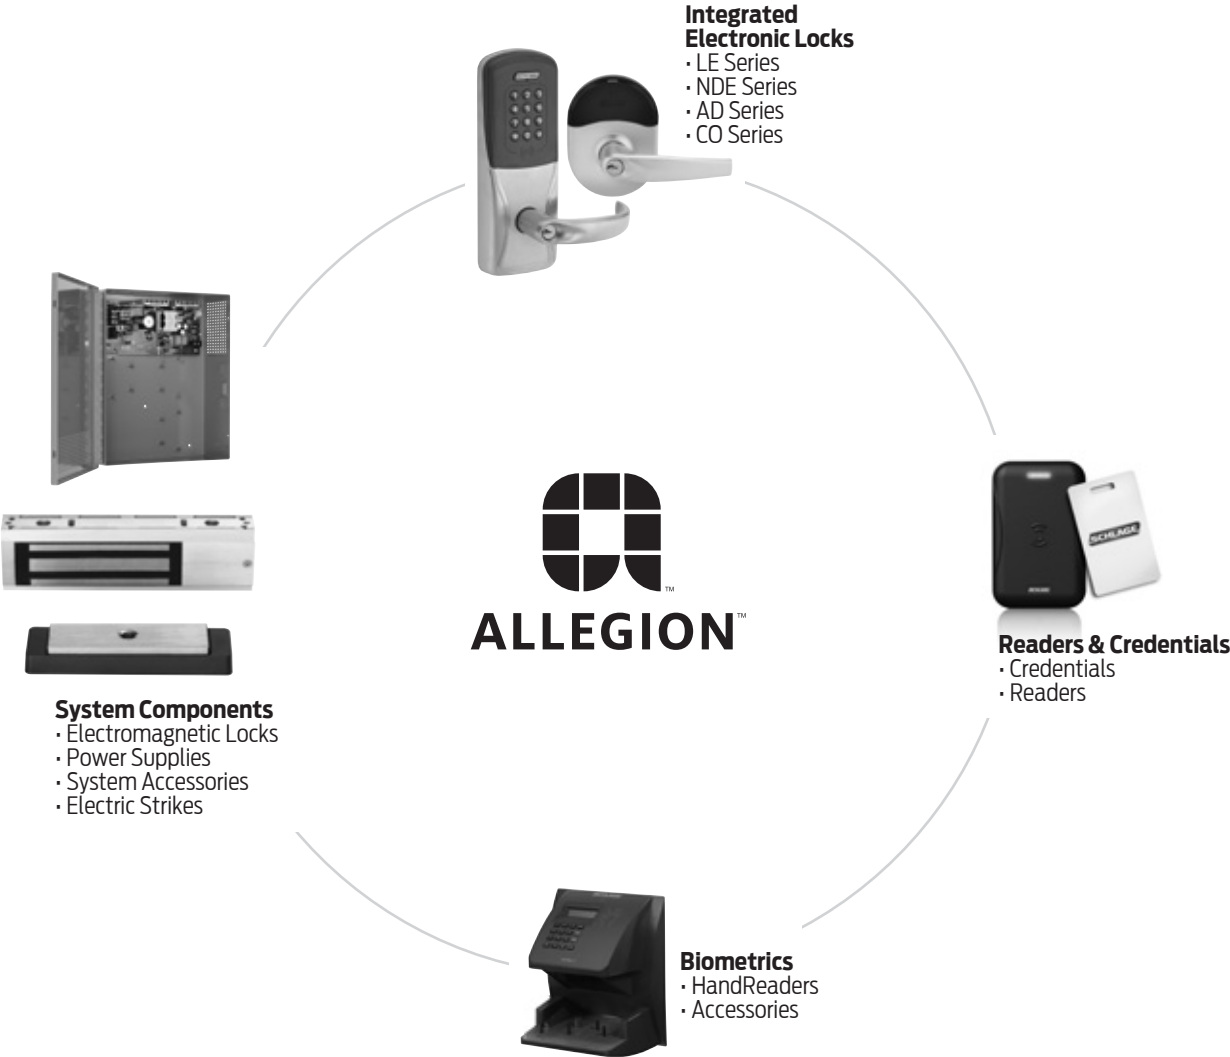 Integrated
Electronic Locks
· LE Series
· NDE Series
· AD Series
· CO Series
SCHLAGE
ALLEGION™
Readers & Credentials
· Credentials
· Readers
System Components
· Electromagnetic Locks
· Power Supplies
· System Accessories
· Electric Strikes
Biometrics
· HandReaders
· Accessories